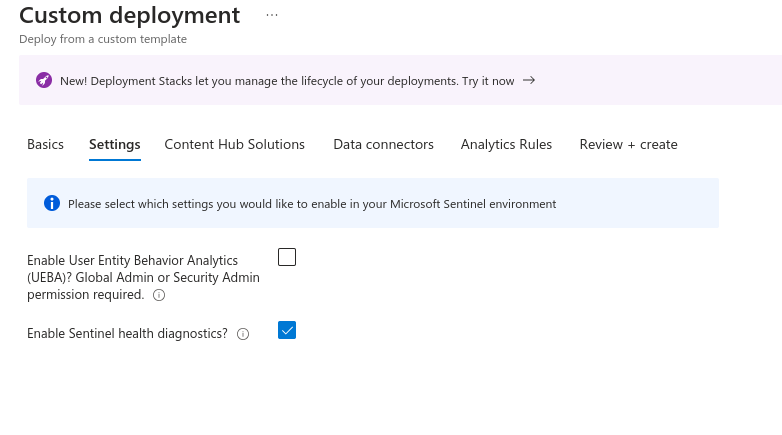 Custom deployment ...
Deploy from a custom template
New! Deployment Stacks let you manage the lifecycle of your deployments. Try it now →
Basics Settings Content Hub Solutions Data connectors Analytics Rules Review + create
Please select which settings you would like to enable in your Microsoft Sentinel environment
Enable User Entity Behavior Analytics
(UEBA)? Global Admin or Security Admin
permission required.
Enable Sentinel health diagnostics?